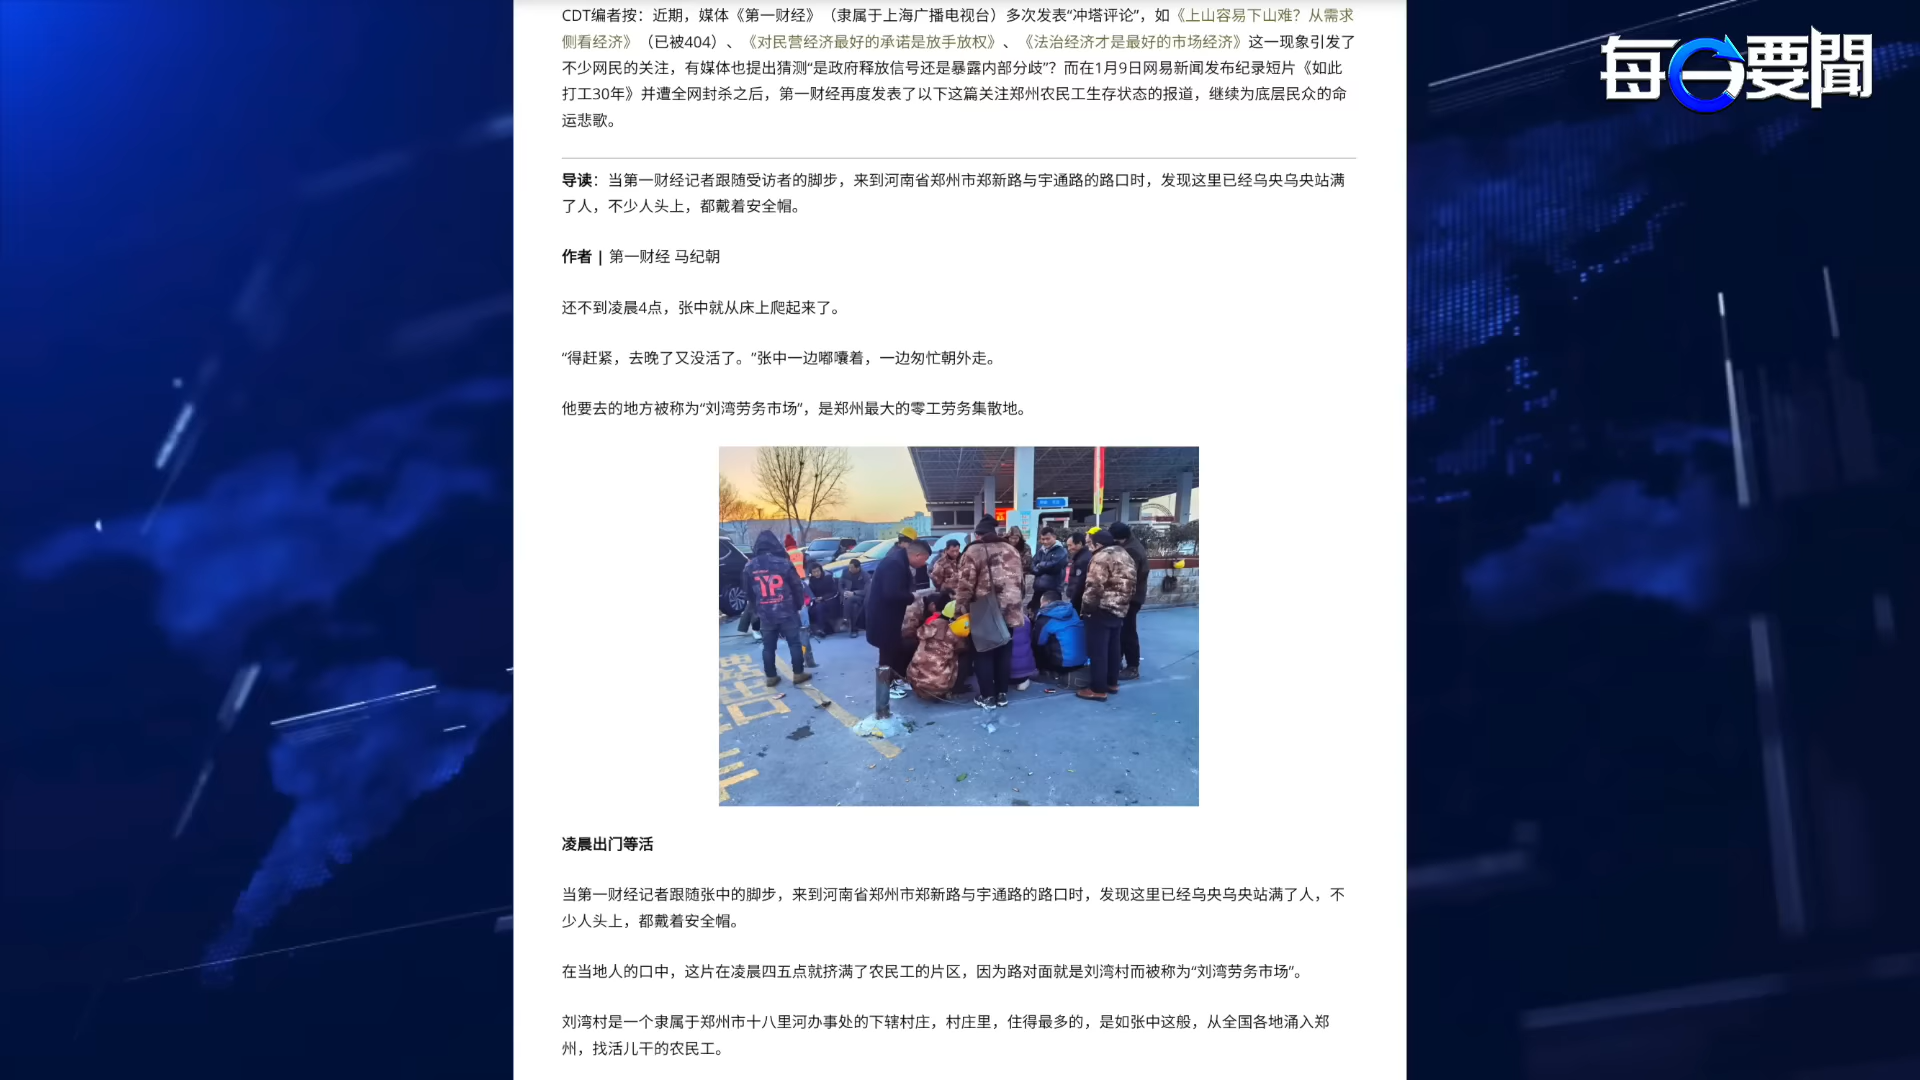 CDT编者按：近期，媒体《第一财经》（隶属于上海广播电视台）多次发表“冲塔评论”，如《上山容易下山难？从需求
侧看经济》（已被404）、《对民营经济最好的承诺是放手放权》、《法治经济才是最好的市场经济》这一现象引发了
不少网民的关注，有媒体也提出猜测“是政府释放信号还是暴露内部分歧”？而在1月9日网易新闻发布纪录短片《如此
打工30年》并遭全网封杀之后，第一财经再度发表了以下这篇关注郑州农民工生存状态的报道，继续为底层民众的命
运悲歌。
每日要聞
导读：当第一财经记者跟随受访者的脚步，来到河南省郑州市郑新路与宇通路的路口时，发现这里已经乌央乌央站满
了人，不少人头上，都戴着安全帽。
作者 | 第一财经 马纪朝
还不到凌晨4点，张中就从床上爬起来了。
“得赶紧，去晚了又没活了。”张中一边嘟囔着，一边匆忙朝外走。
他要去的地方被称为“刘湾劳务市场”，是郑州最大的零工劳务集散地。
凌晨出门等活
当第一财经记者跟随张中的脚步，来到河南省郑州市郑新路与宇通路的路口时，发现这里已经乌央乌央站满了人，不
少人头上，都戴着安全帽。
在当地人的口中，这片在凌晨四五点就挤满了农民工的片区，因为路对面就是刘湾村而被称为“刘湾劳务市场”。
刘湾村是一个隶属于郑州市十八里河办事处的下辖村庄，村庄里，住得最多的，是如张中这般，从全国各地涌入郑
州，找活儿干的农民工。